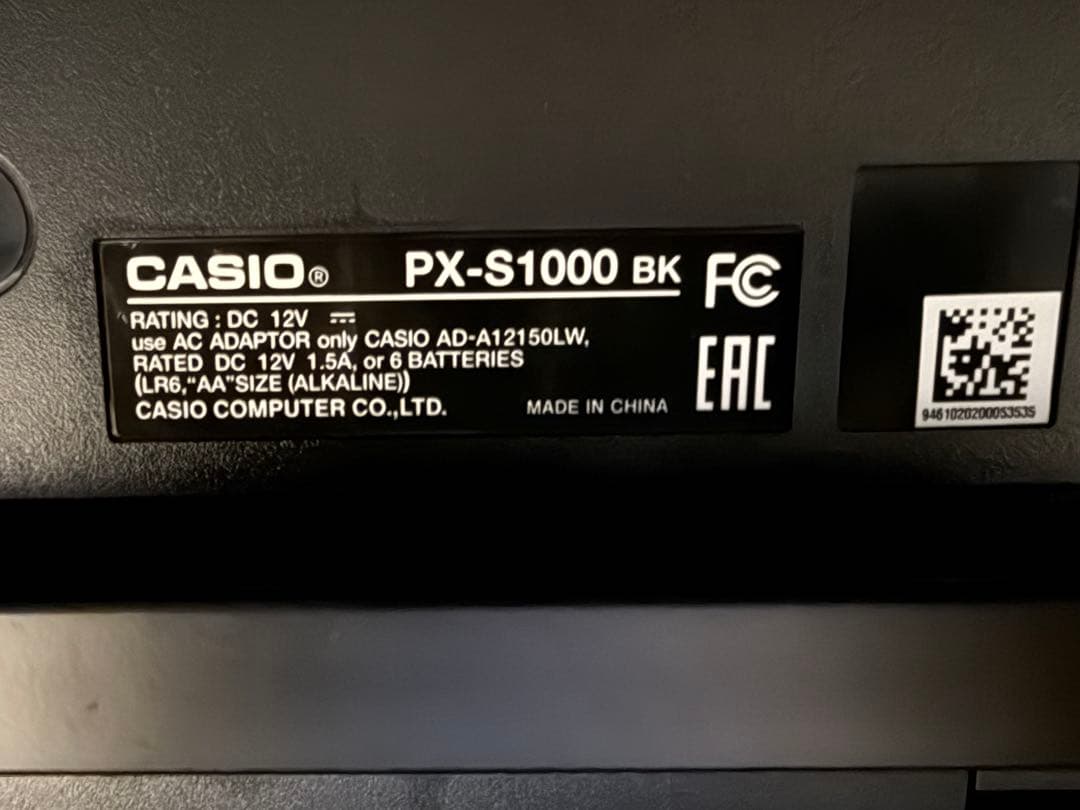 CASIO® PX-S1000 BK FC
RATING : DC 12V ⎓
use AC ADAPTOR only CASIO AD-A12150LW,
RATED DC 12V 1.5A, or 6 BATTERIES
(LR6,"AA"SIZE (ALKALINE))
CASIO COMPUTER CO.,LTD. MADE IN CHINA
EAC
9461020200053535